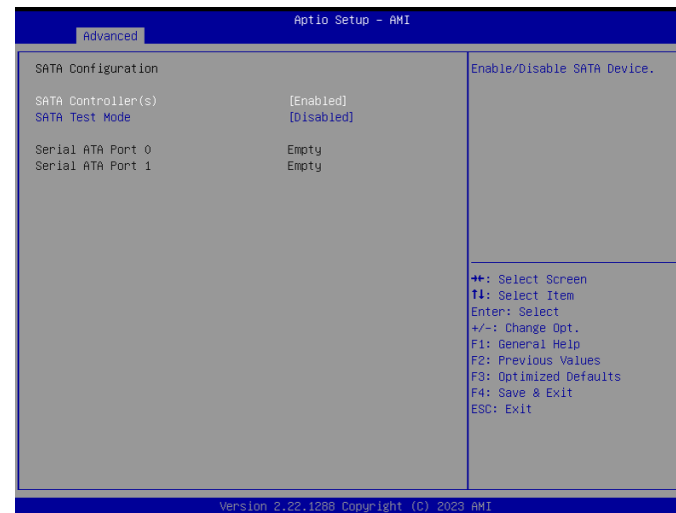 Aptio Setup – AMI
Advanced
SATA Configuration
SATA Controller(s) [Enabled]
SATA Test Mode [Disabled]
Serial ATA Port 0 Empty
Serial ATA Port 1 Empty
Enable/Disable SATA Device.
→←: Select Screen
↑↓: Select Item
Enter: Select
+/-: Change Opt.
F1: General Help
F2: Previous Values
F3: Optimized Defaults
F4: Save & Exit
ESC: Exit
Version 2.22.1288 Copyright (C) 2023 AMI